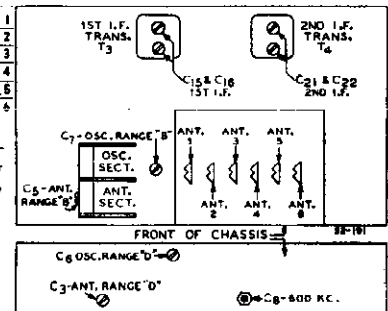 1
2
3
4
5
6
1ST I.F.
TRANS.
T3
2ND I.F.
TRANS.
T4
C15 & C16
1ST I.F.
C21 & C22
2ND I.F.
C7-OSC. RANGE "B"
ANT.
1
ANT.
3
ANT.
5
OSC.
SECT.
ANT.
SECT.
C5-ANT.
RANGE "B"
ANT.
2
ANT.
4
ANT.
6
FRONT OF CHASSIS
C6 OSC. RANGE "D"
C3-ANT. RANGE "D"
C8-600 KC.